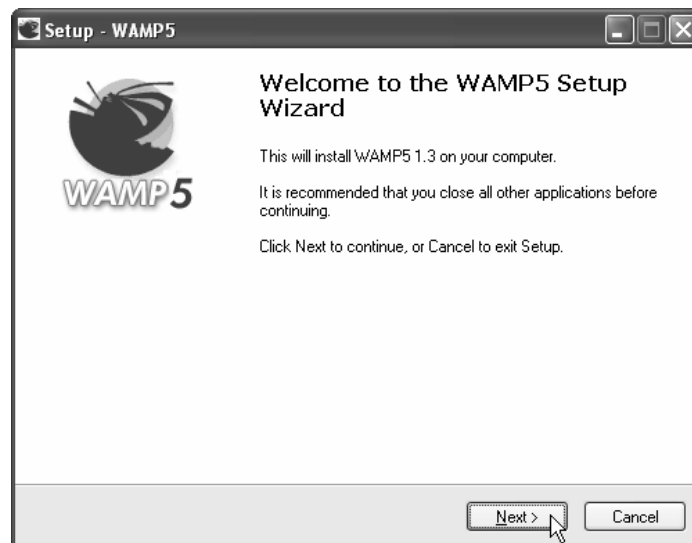 Setup - WAMP5
WAMP5
Welcome to the WAMP5 Setup
Wizard
This will install WAMP5 1.3 on your computer.
It is recommended that you close all other applications before
continuing.
Click Next to continue, or Cancel to exit Setup.
Next >
Cancel